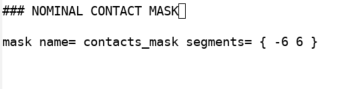 ### NOMINAL CONTACT MASK
mask name= contacts_mask segments= { -6 6 }